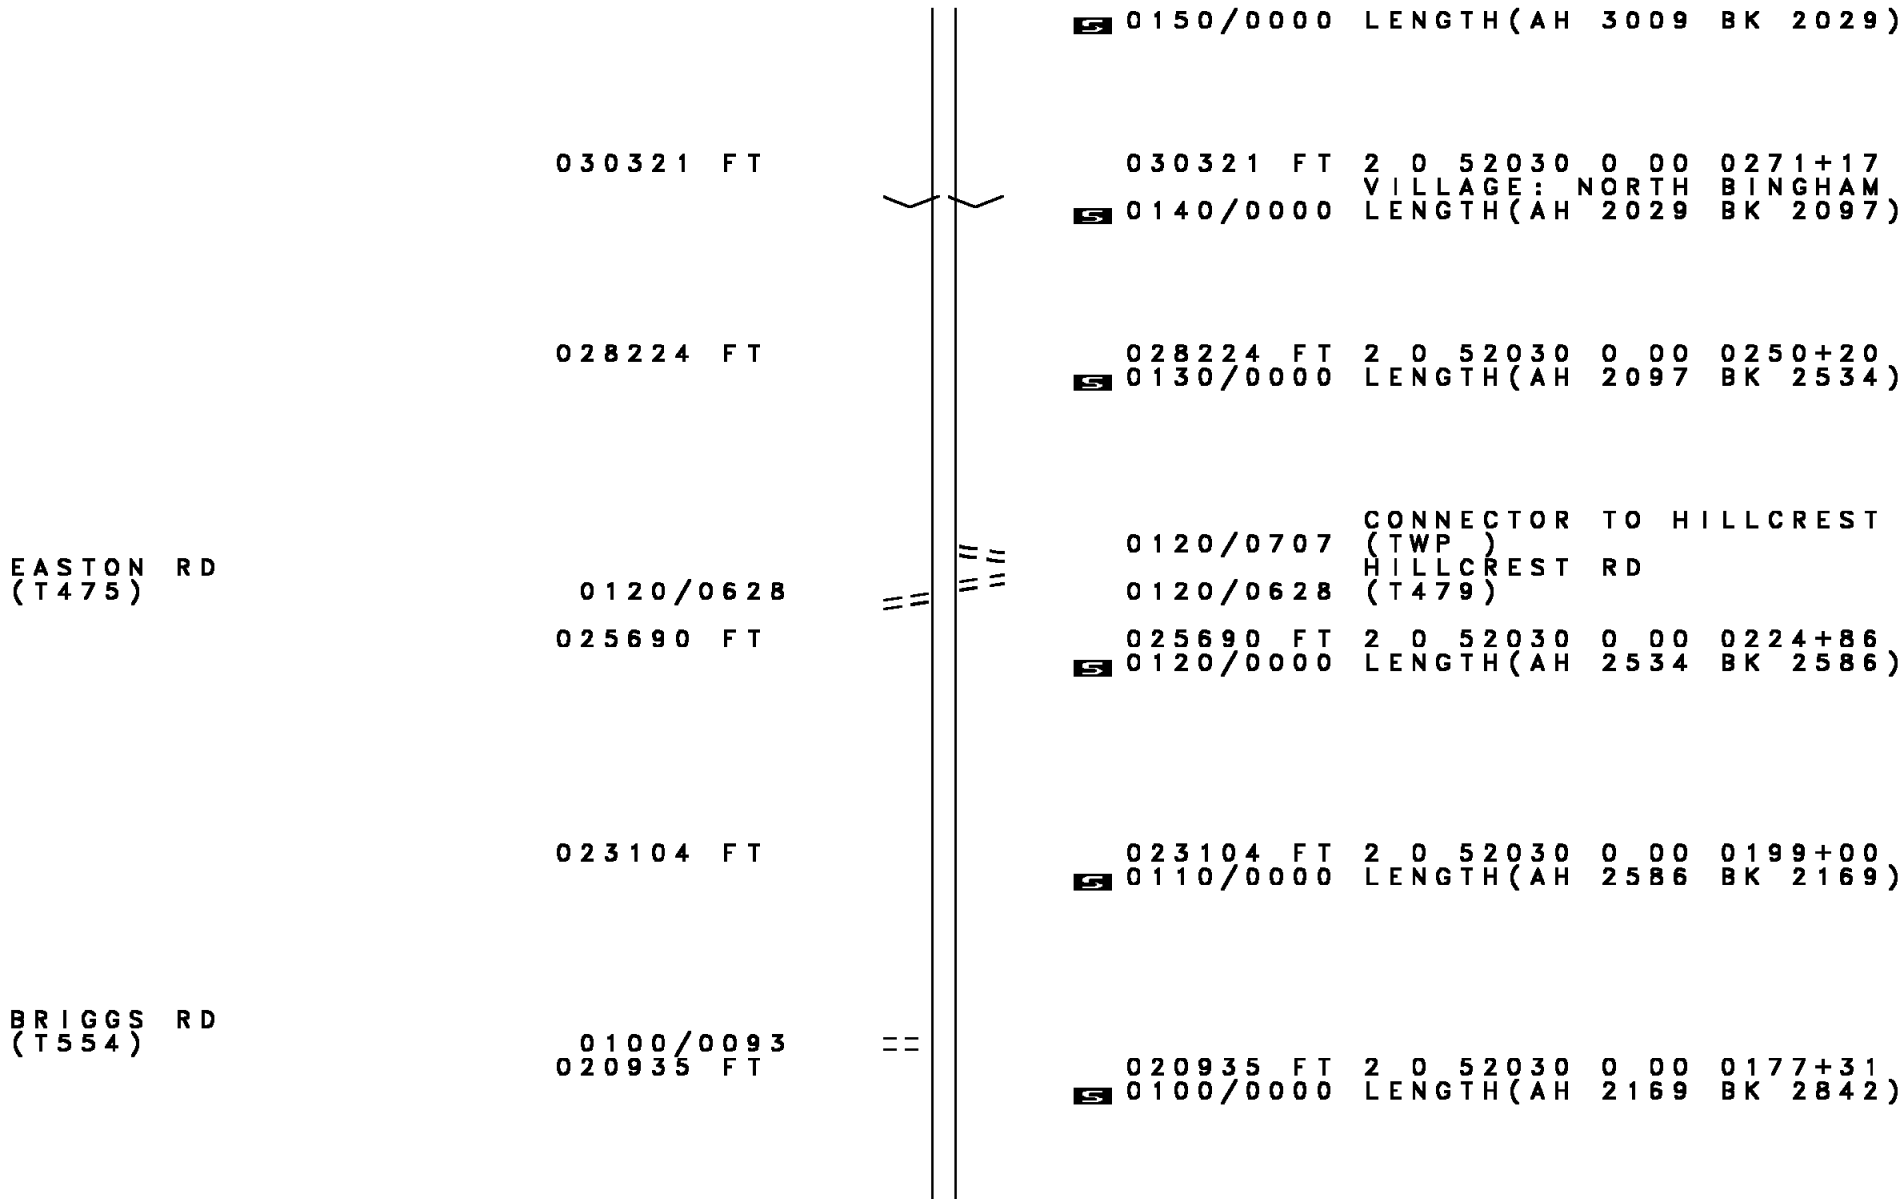 S 0150/0000 LENGTH(AH 3009 BK 2029)
030321 FT 030321 FT 2 0 52030 0 00 0271+17
VILLAGE: NORTH BINGHAM
S 0140/0000 LENGTH(AH 2029 BK 2097)
028224 FT 028224 FT 2 0 52030 0 00 0250+20
S 0130/0000 LENGTH(AH 2097 BK 2534)
CONNECTOR TO HILLCREST
0120/0707 (TWP )
EASTON RD HILLCREST RD
(T475) 0120/0628 0120/0628 (T479)
025690 FT 025690 FT 2 0 52030 0 00 0224+86
S 0120/0000 LENGTH(AH 2534 BK 2586)
023104 FT 023104 FT 2 0 52030 0 00 0199+00
S 0110/0000 LENGTH(AH 2586 BK 2169)
BRIGGS RD
(T554) 0100/0093
020935 FT 020935 FT 2 0 52030 0 00 0177+31
S 0100/0000 LENGTH(AH 2169 BK 2842)